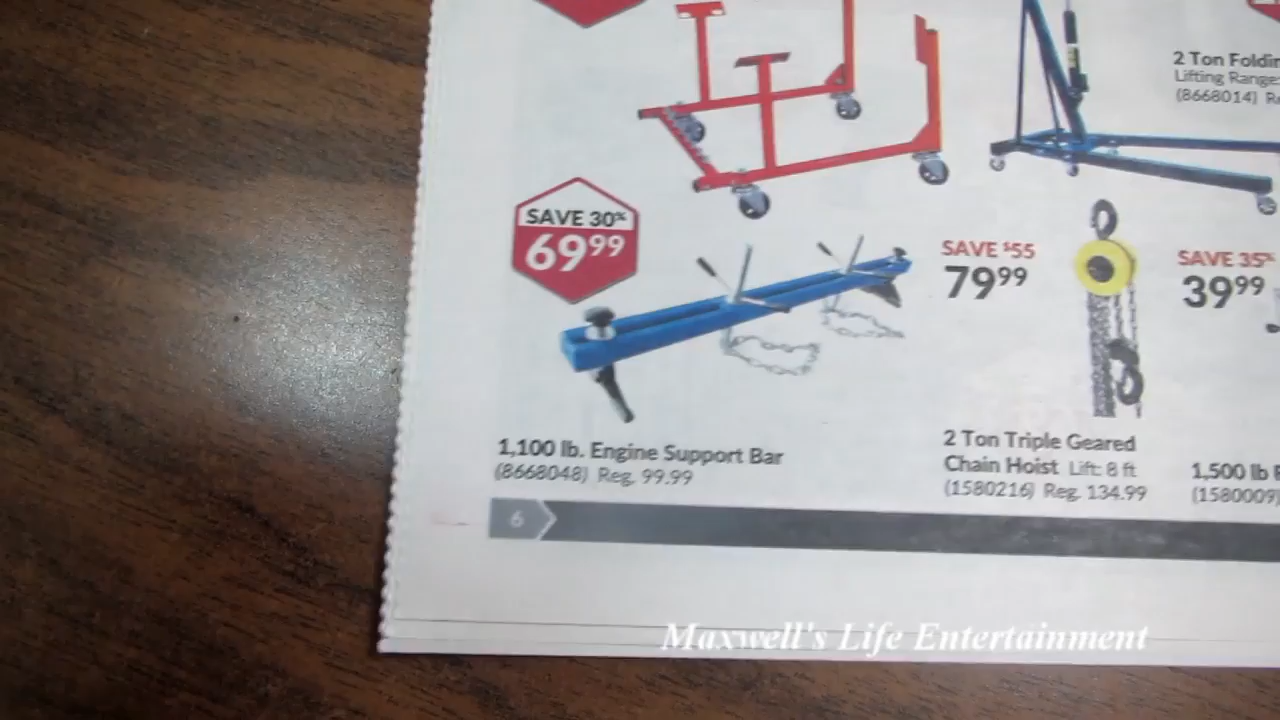 2 Ton
Lifting
(8668014)
SAVE 30%
69.99
SAVE $55
79.99
SAVE 35%
39.99
1,100 lb. Engine Support Bar
(8668048) Reg. 99.99
2 Ton Triple Geared
Chain Hoist Lift: 8 ft
(1580216) Reg. 134.99
1,500 lb
(1580009)
6
Maxwell's Life Entertainment